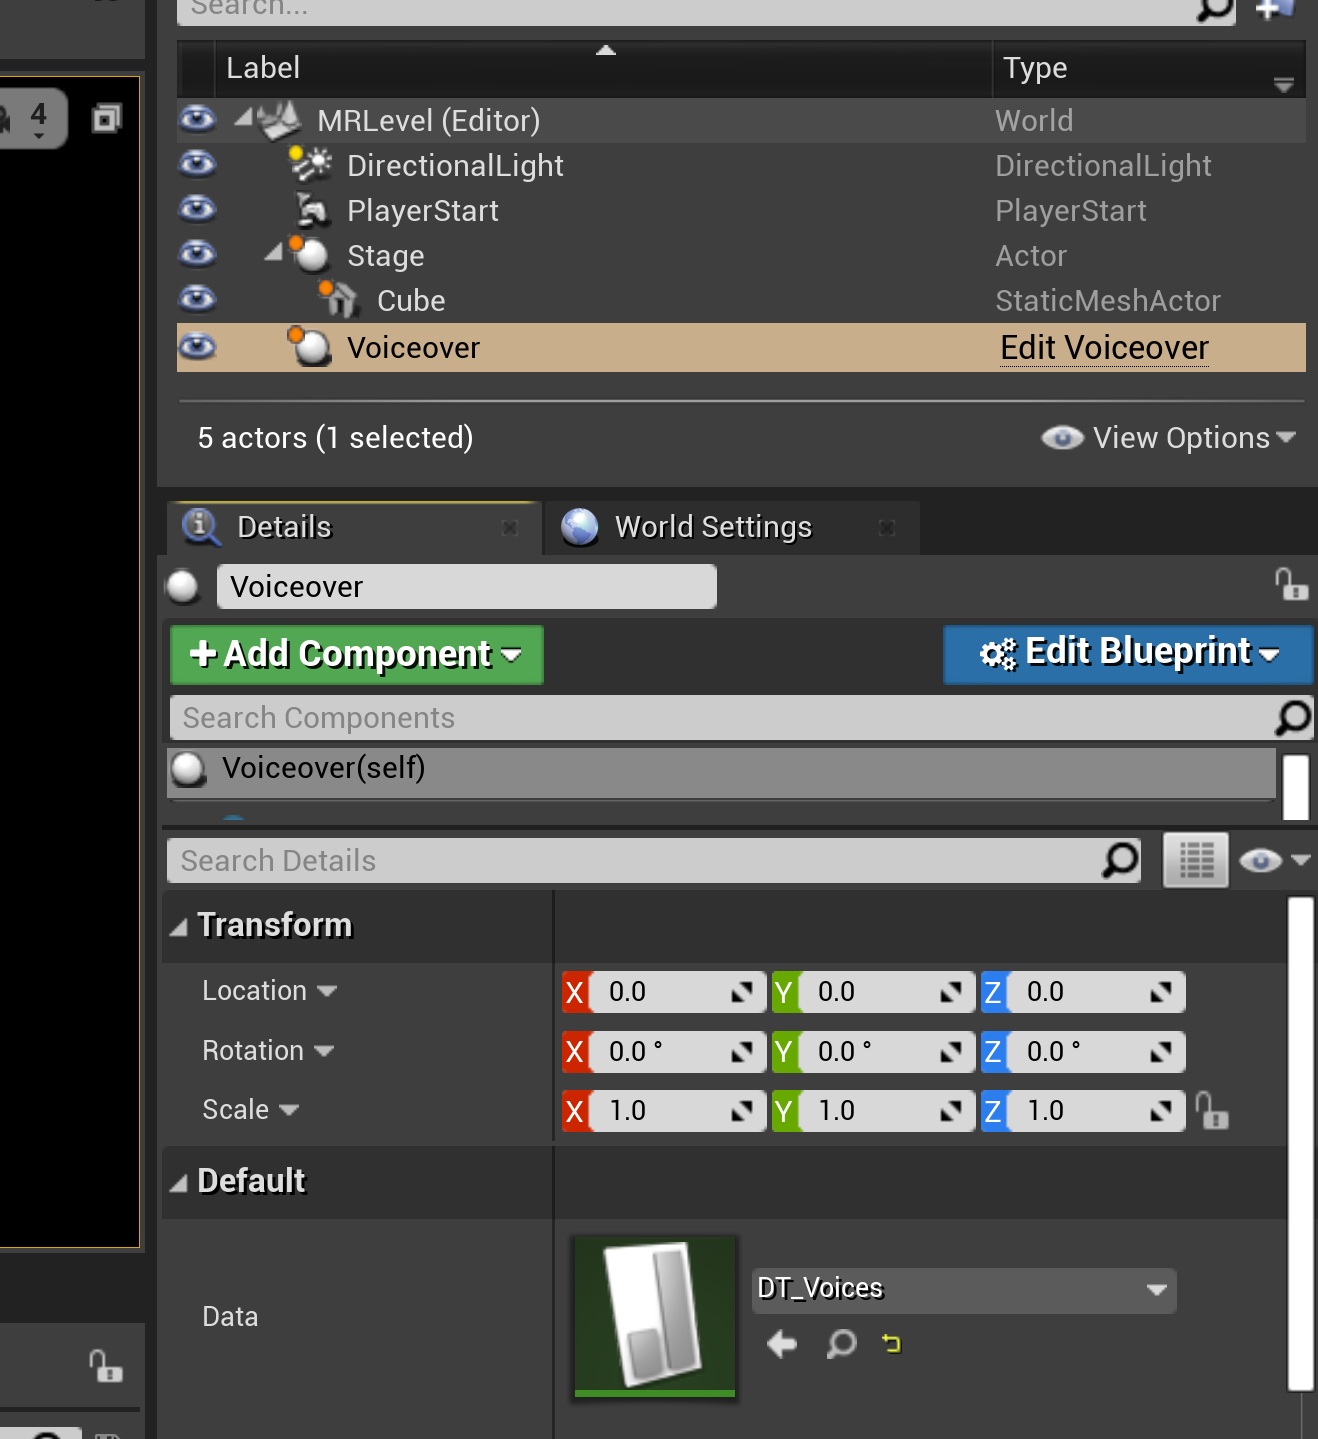 Search...
Label Type
4
MRLevel (Editor) World
DirectionalLight DirectionalLight
PlayerStart PlayerStart
Stage Actor
Cube StaticMeshActor
Voiceover Edit Voiceover
5 actors (1 selected) View Options
Details World Settings
Voiceover
+ Add Component Edit Blueprint
Search Components
Voiceover(self)
Search Details
Transform
Location X 0.0 Y 0.0 Z 0.0
Rotation X 0.0 ° Y 0.0 ° Z 0.0 °
Scale X 1.0 Y 1.0 Z 1.0
Default
Data DT_Voices